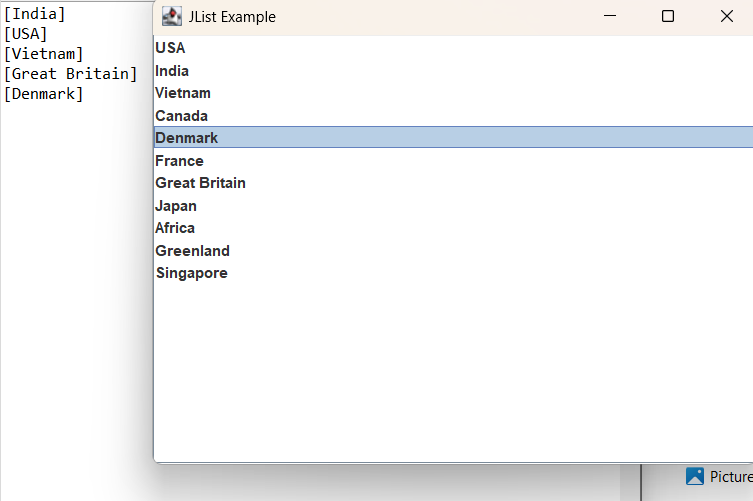 [India]
[USA]
[Vietnam]
[Great Britain]
[Denmark]
JList Example
USA
India
Vietnam
Canada
Denmark
France
Great Britain
Japan
Africa
Greenland
Singapore
Picture